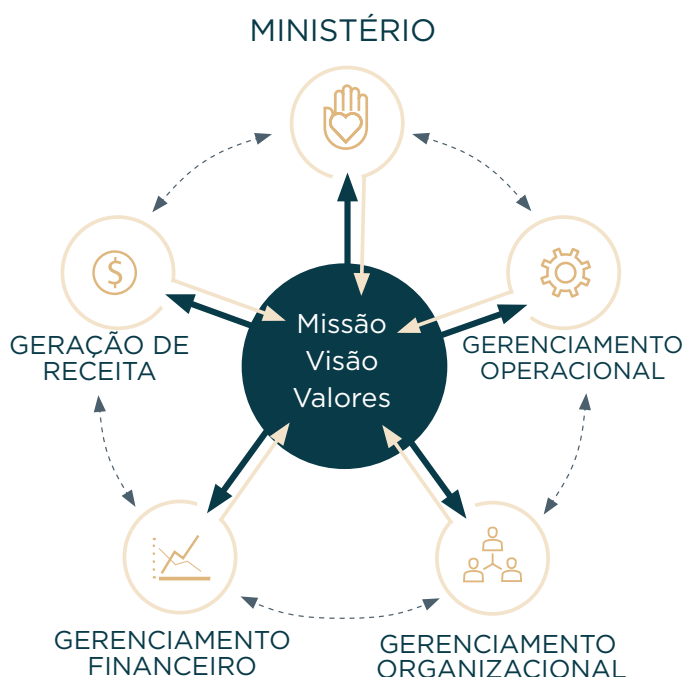 MINISTÉRIO
$
GERAÇÃO DE
RECEITA
Missão
Visão
Valores
GERENCIAMENTO
OPERACIONAL
GERENCIAMENTO
FINANCEIRO
GERENCIAMENTO
ORGANIZACIONAL